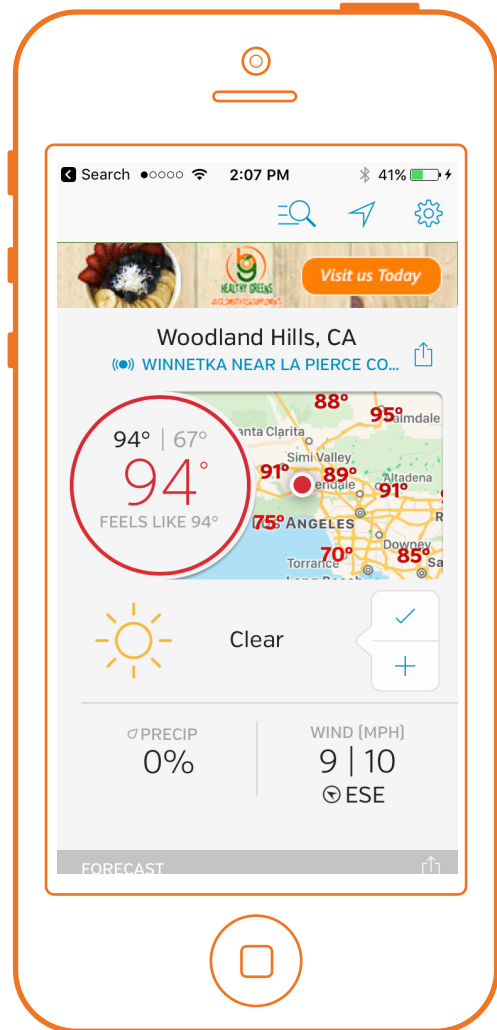 Search 2:07 PM 41%
HEALTHY GREENS
Visit us Today
Woodland Hills, CA
WINNETKA NEAR LA PIERCE CO...
94° | 67°
94°
FEELS LIKE 94°
88°
95° almdale
anta Clarita
Simi Valley
91° 89° Altadena
endale 91°
75° ANGELES
Downey
70° 85° Sa
Torrance
Clear
PRECIP
0%
WIND (MPH)
9 | 10
ESE
FORECAST